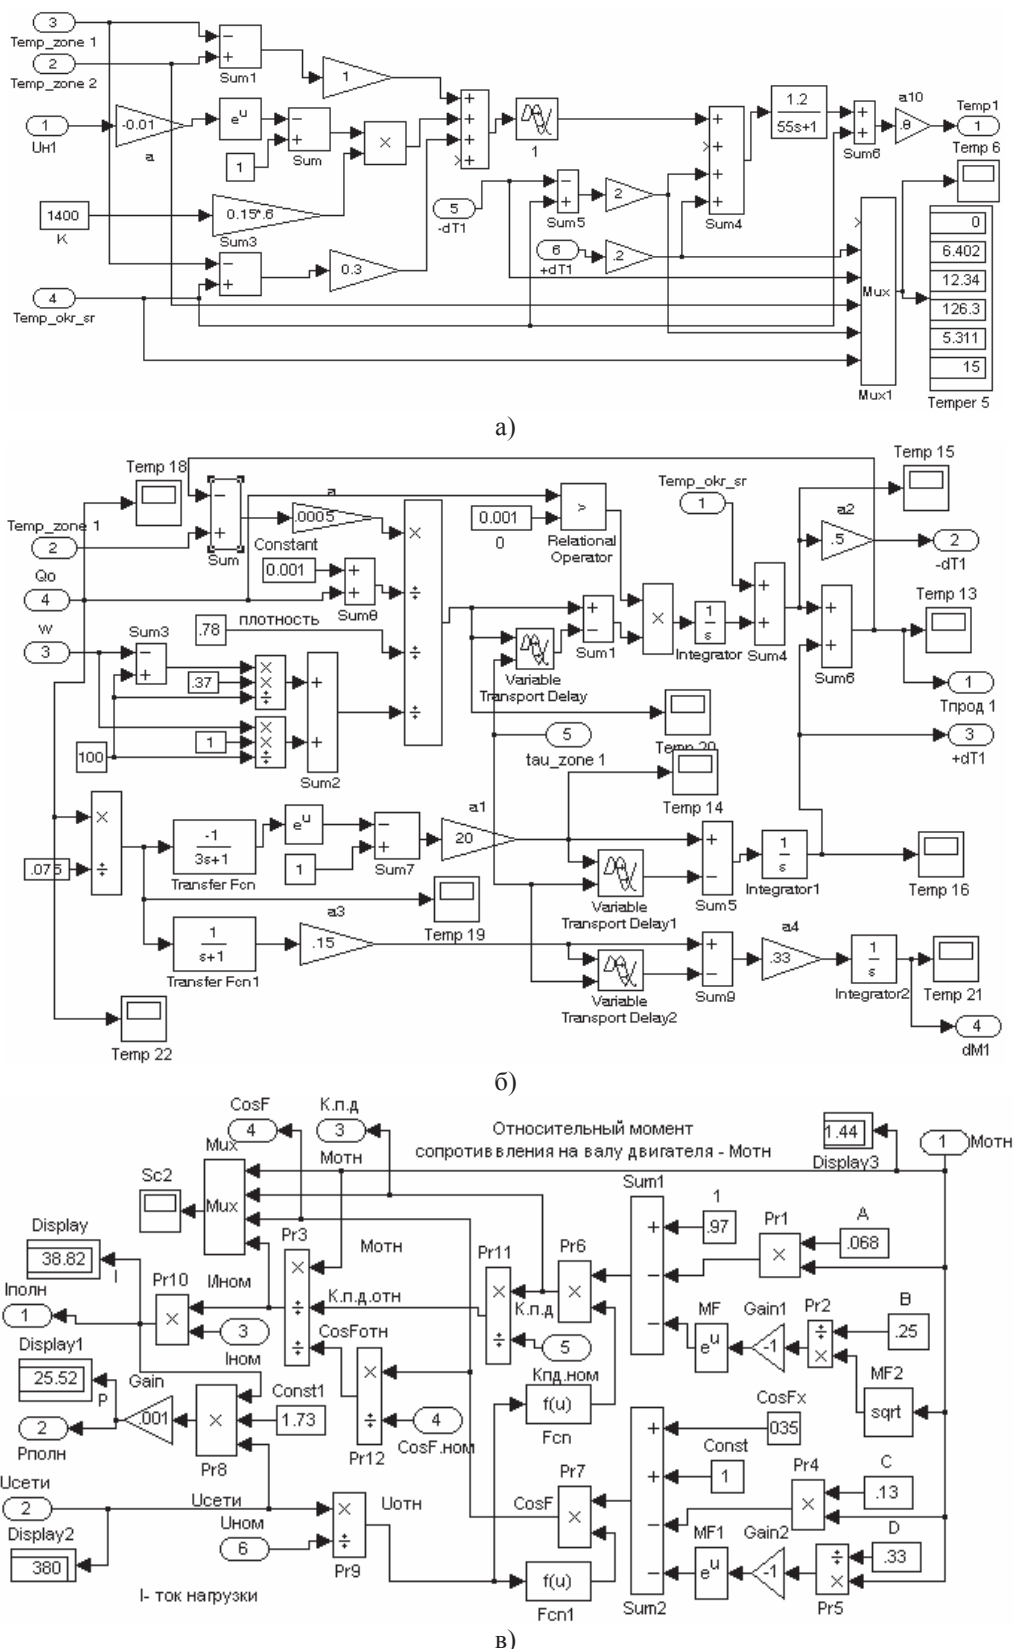 3
Temp_zone 1
2
Temp_zone 2
1
Uн1
-0.01
a
e^u
1
1400
K
0.15*.6
Sum3
4
Temp_okr_sr
Sum1
1
Sum
×
0.3
1
5
-dT1
Sum5
6
+dT1
2
.2
Sum4
1.2
55s+1
Sum6
a10
Temp1
1
Temp 6
Mux
Mux1
0
6.402
12.34
126.3
5.311
15
Temper 5
а)
Temp 18
Temp_zone 1
2
Qo
4
w
3
Sum
a
.0005
Constant
0.001
Sum8
.78
плотность
Sum3
.37
1
100
Sum2
0.001
0
>
Relational
Operator
Temp_okr_sr
1
Variable
Transport Delay
Sum1
1
s
Integrator
Sum4
Sum6
a2
.5
Temp 15
2
-dT1
Temp 13
1
Tпрод 1
3
+dT1
5
tau_zone 1
Temp 20
Temp 14
.075
-1
3s+1
Transfer Fcn
e^u
1
Sum7
a1
20
Variable
Transport Delay1
Sum5
1
s
Integrator1
Temp 16
1
s+1
Transfer Fcn1
a3
.15
Temp 19
Variable
Transport Delay2
Sum9
a4
.33
1
s
Integrator2
Temp 21
4
dM1
Temp 22
б)
CosF
4
К.п.д
3
Относительный момент
сопротиввления на валу двигателя - Mотн
1.44
Display3
1
Mотн
Mux
Mux
Sc2
Mотн
Display
38.82
I
Iполн
1
Pr10
I/Iном
3
Iном
Pr3
Mотн
К.п.д.отн
CosFотн
Pr11
Pr6
К.п.д
5
Kпд.ном
Sum1
1
.97
Pr1
A
.068
MF
e^u
Gain1
-1
Pr2
B
.25
MF2
sqrt
Display1
25.52
P
2
Pполн
Gain
.001
Pr8
Const1
1.73
Pr12
4
CosF.ном
f(u)
Fcn
CosFx
035
Const
1
Pr4
C
.13
Uсети
2
Display2
380
Uсети
Uном
6
Pr9
Uотн
CosF
Pr7
f(u)
Fcn1
Sum2
MF1
e^u
Gain2
-1
Pr5
D
.33
I- ток нагрузки
в)